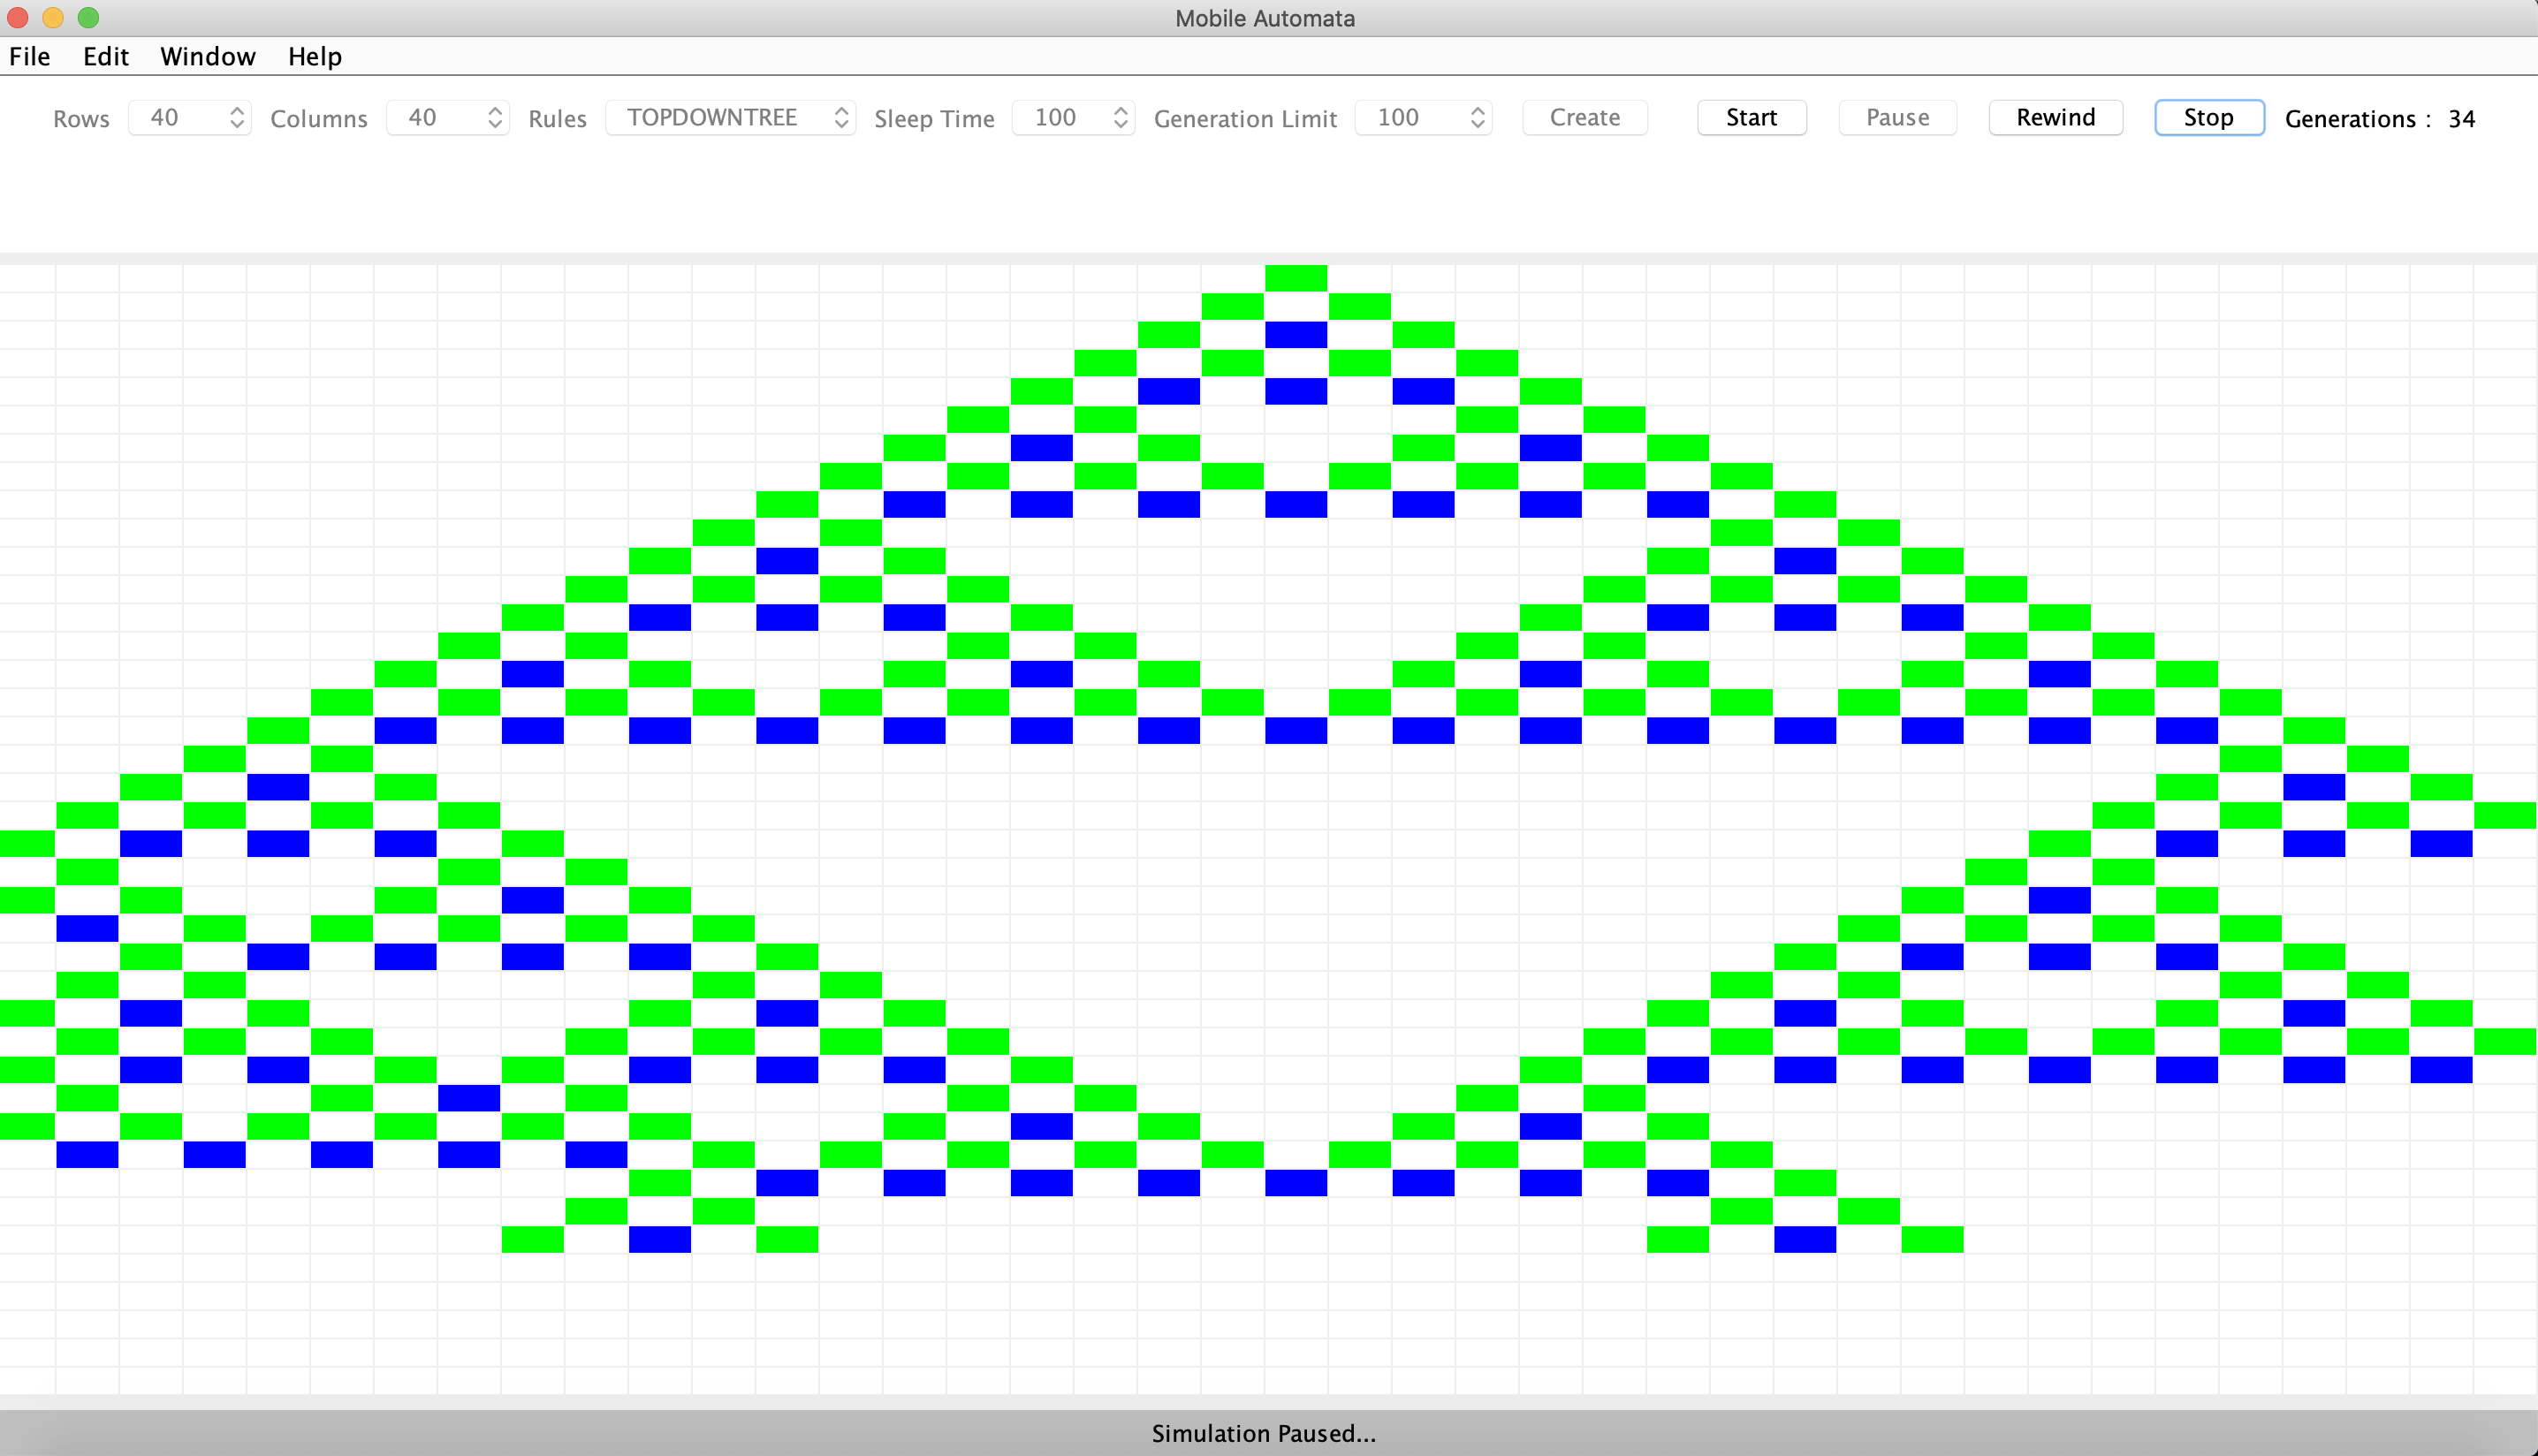 Mobile Automata
File Edit Window Help
Rows 40 Columns 40 Rules TOPDOWNTREE Sleep Time 100 Generation Limit 100 Create Start Pause Rewind Stop Generations : 34
Simulation Paused...